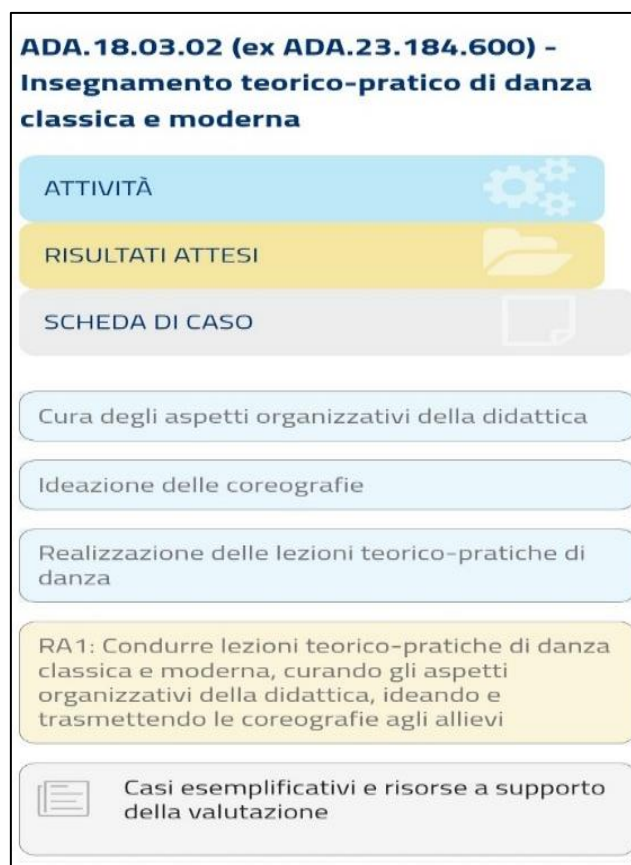 ADA.18.03.02 (ex ADA.23.184.600) -
Insegnamento teorico-pratico di danza
classica e moderna
ATTIVITÀ
RISULTATI ATTESI
SCHEDA DI CASO
Cura degli aspetti organizzativi della didattica
Ideazione delle coreografie
Realizzazione delle lezioni teorico-pratiche di
danza
RA1: Condurre lezioni teorico-pratiche di danza
classica e moderna, curando gli aspetti
organizzativi della didattica, ideando e
trasmettendo le coreografie agli allievi
Casi esemplificativi e risorse a supporto
della valutazione